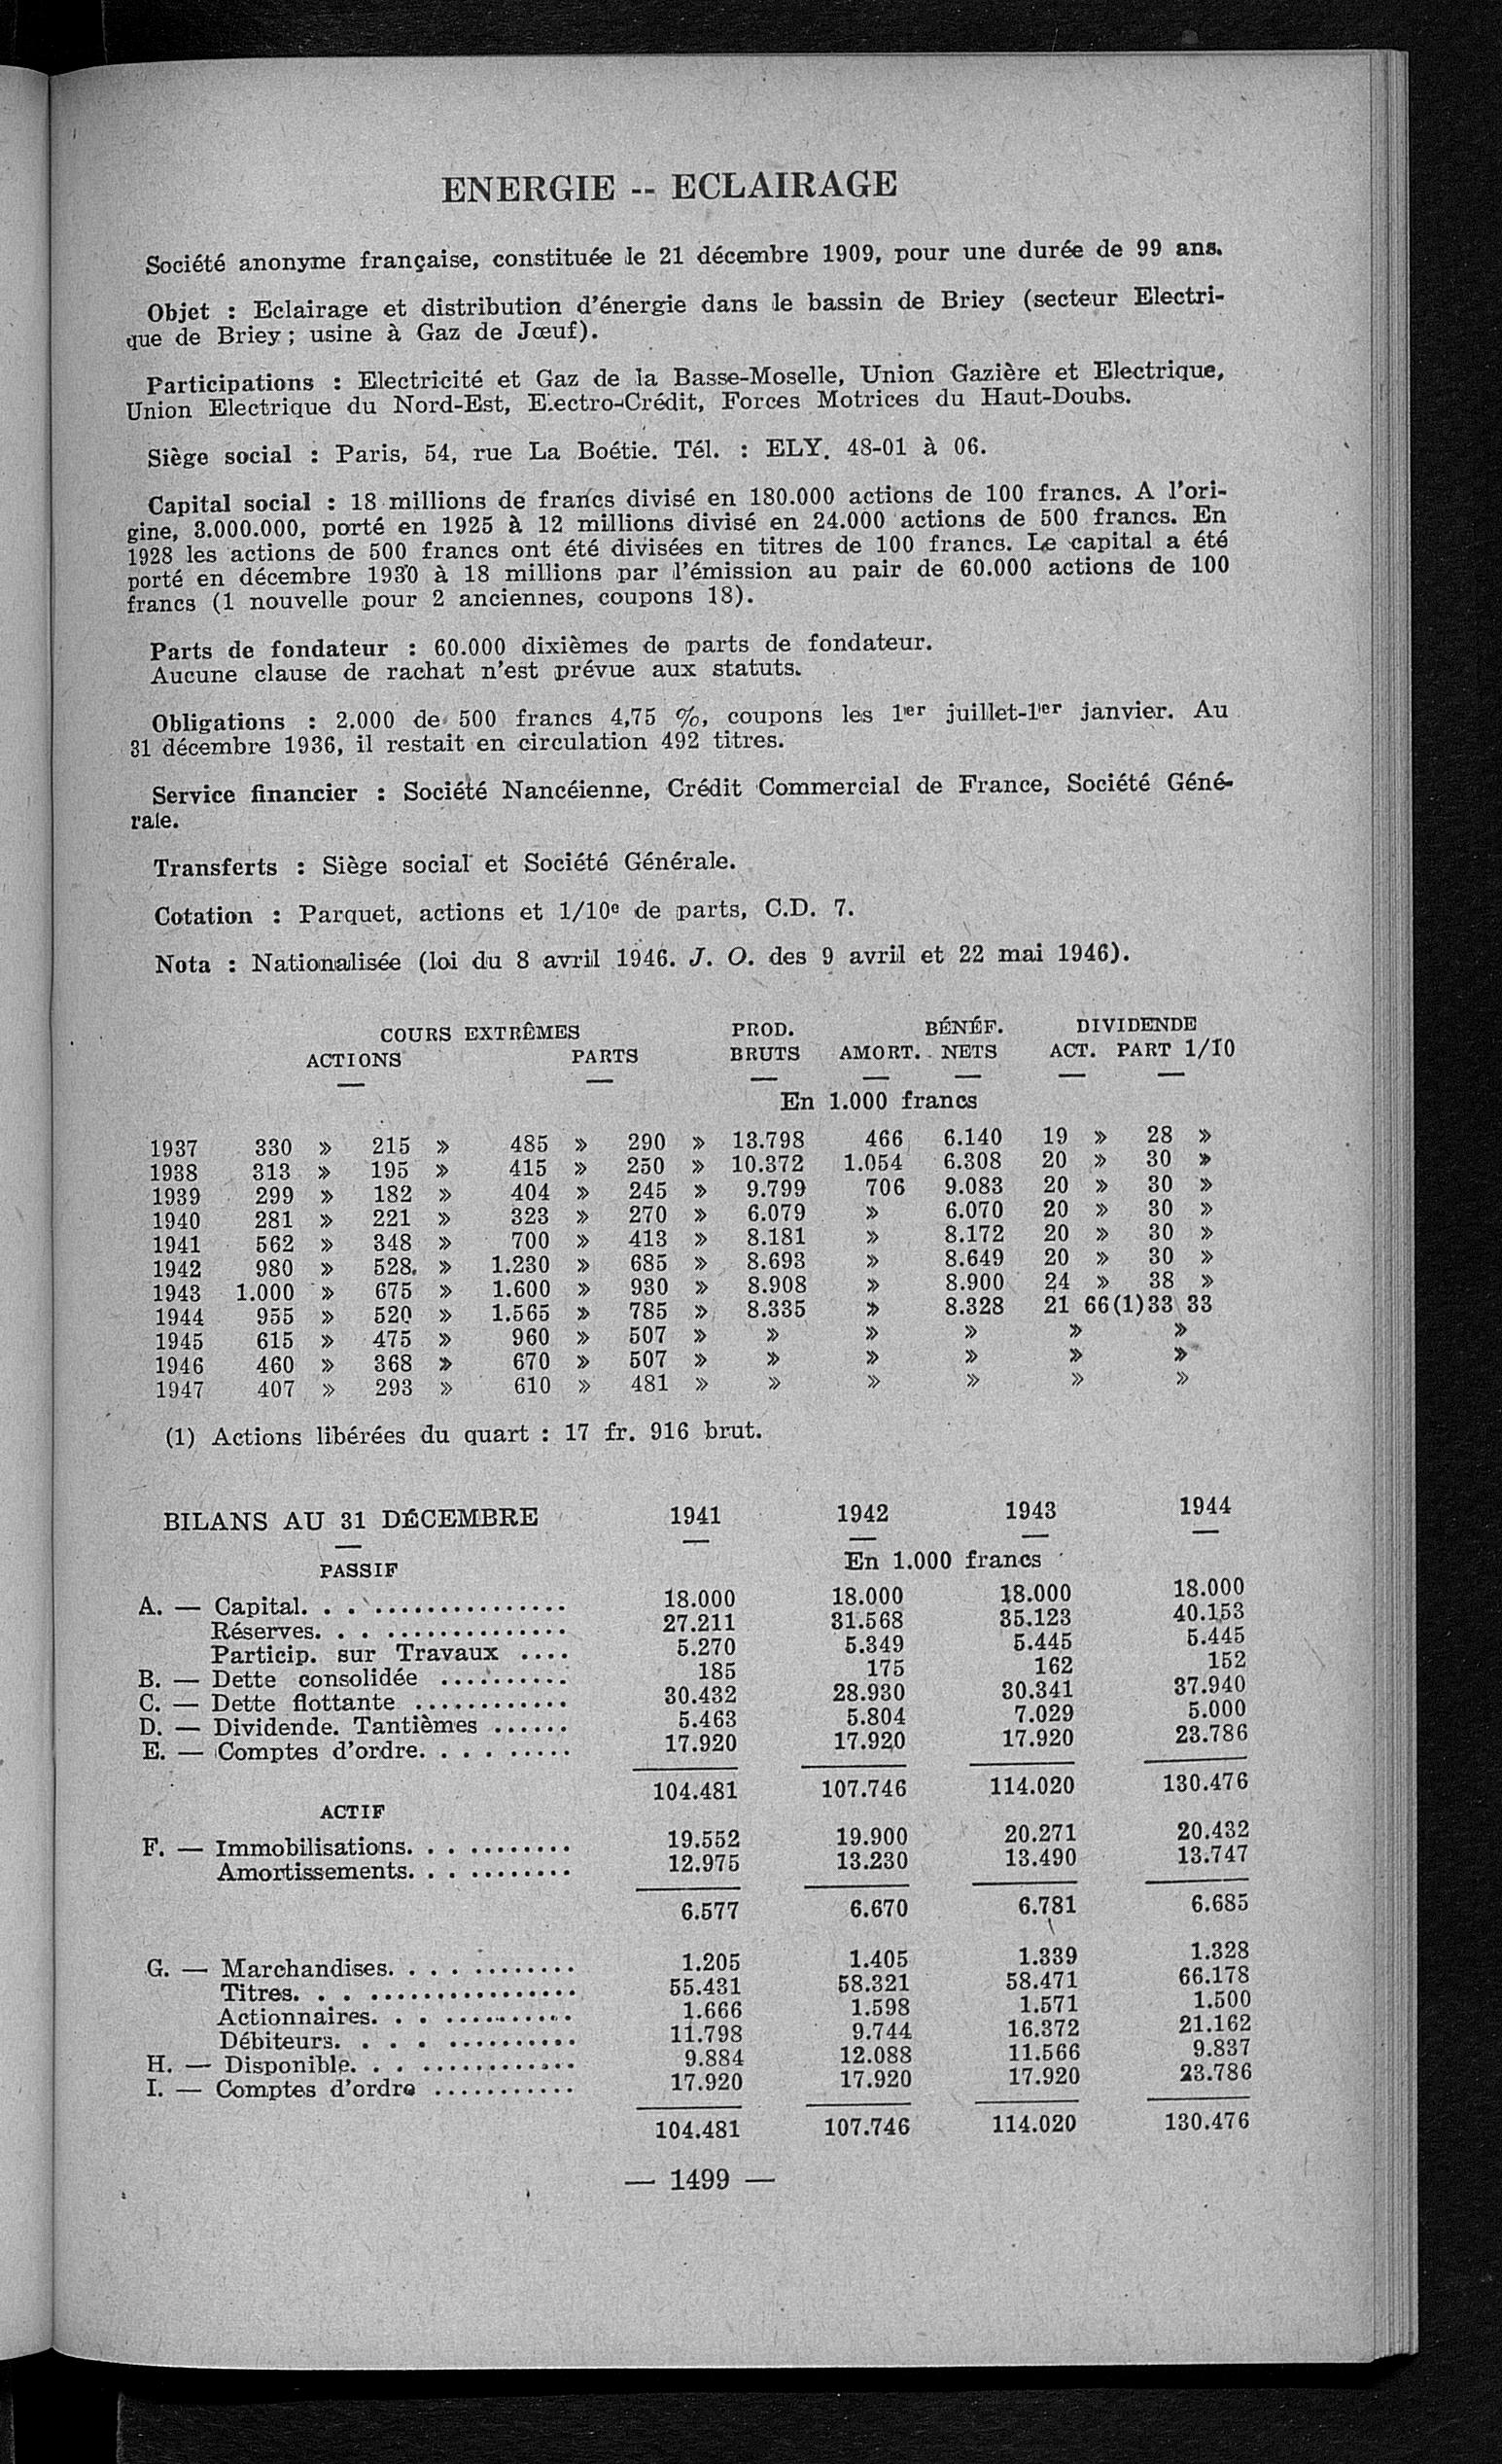 ENERGIE -- ECLAIRAGE
Société anonyme française, constituée le 21 décembre 1909, pour une durée de 99 ans.
Objet : Eclairage et distribution d'énergie dans le bassin de Briey (secteur Electri-
que de Briey ; usine à Gaz de Jœuf).
Participations : Electricité et Gaz de la Basse-Moselle, Union Gazière et Electrique,
Union Electrique du Nord-Est, E.ectro-Crédit, Forces Motrices du Haut-Doubs.
Siège social : Paris, 54, rue La Boétie. Tél. : ELY. 48-01 à 06.
Capital social : 18 millions de francs divisé en 180.000 actions de 100 francs. A l'ori-
gine, 3.000.000, porté en 1925 à 12 millions divisé en 24.000 actions de 500 francs. En
1928 les actions de 500 francs ont été divisées en titres de 100 francs. Le capital a été
porté en décembre 1930 à 18 millions par l'émission au pair de 60.000 actions de 100
francs (1 nouvelle pour 2 anciennes, coupons 18).
Parts de fondateur : 60.000 dixièmes de parts de fondateur.
Aucune clause de rachat n'est prévue aux statuts.
Obligations : 2.000 de 500 francs 4,75 %, coupons les 1er juillet-1er janvier. Au
31 décembre 1936, il restait en circulation 492 titres.
Service financier : Société Nancéienne, Crédit Commercial de France, Société Géné-
rale.
Transferts : Siège social et Société Générale.
Cotation : Parquet, actions et 1/10e de parts, C.D. 7.
Nota : Nationalisée (loi du 8 avril 1946. J. O. des 9 avril et 22 mai 1946).
COURS EXTRÊMES PROD. BÉNÉF. DIVIDENDE
ACTIONS PARTS BRUTS AMORT. NETS ACT. PART 1/10
En 1.000 francs
1937 330 » 215 » 485 » 290 » 13.798 466 6.140 19 » 28 »
1938 313 » 195 » 415 » 250 » 10.372 1.054 6.308 20 » 30 »
1939 299 » 182 » 404 » 245 » 9.799 706 9.083 20 » 30 »
1940 281 » 221 » 323 » 270 » 6.079 » 6.070 20 » 30 »
1941 562 » 348 » 700 » 413 » 8.181 » 8.172 20 » 30 »
1942 980 » 528. » 1.230 » 685 » 8.693 » 8.649 20 » 30 »
1943 1.000 » 675 » 1.600 » 930 » 8.908 » 8.900 24 » 38 »
1944 955 » 520 » 1.565 » 785 » 8.335 » 8.328 21 66(1)33 33
1945 615 » 475 » 960 » 507 » » » » » »
1946 460 » 368 » 670 » 507 » » » » » »
1947 407 » 293 » 610 » 481 » » » » » »
(1) Actions libérées du quart : 17 fr. 916 brut.
BILANS AU 31 DÉCEMBRE 1941 1942 1943 1944
PASSIF En 1.000 francs
A. — Capital. . . ................ 18.000 18.000 18.000 18.000
Réserves. . . ............... 27.211 31.568 35.123 40.153
Particip. sur Travaux .... 5.270 5.349 5.445 5.445
B. — Dette consolidée .......... 185 175 162 152
C. — Dette flottante ............ 30.432 28.930 30.341 37.940
D. — Dividende. Tantièmes ...... 5.463 5.804 7.029 5.000
E. — Comptes d'ordre. . . . ...... 17.920 17.920 17.920 23.786
104.481 107.746 114.020 130.476
ACTIF
F. — Immobilisations. . . ......... 19.552 19.900 20.271 20.432
Amortissements. . . ......... 12.975 13.230 13.490 13.747
6.577 6.670 6.781 6.685
G. — Marchandises. . . . .......... 1.205 1.405 1.339 1.328
Titres. . . ................. 55.431 58.321 58.471 66.178
Actionnaires. . . ........... 1.666 1.598 1.571 1.500
Débiteurs. . . . ........... 11.798 9.744 16.372 21.162
H. — Disponible. . . ............ 9.884 12.088 11.566 9.837
I. — Comptes d'ordre ........... 17.920 17.920 17.920 23.786
104.481 107.746 114.020 130.476
— 1499 —